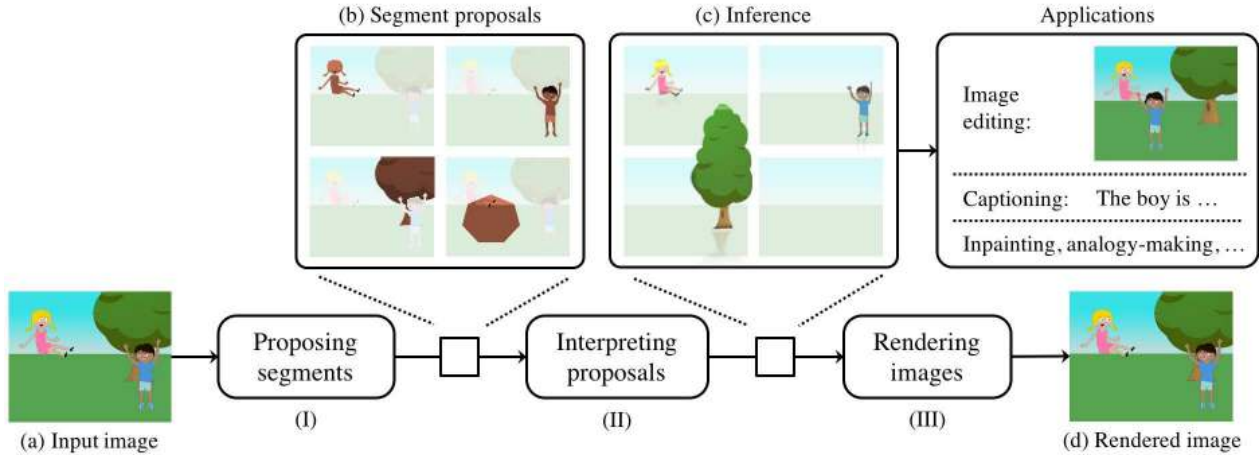 (b) Segment proposals
(c) Inference
Applications
Image
editing:
Captioning: The boy is ...
Inpainting, analogy-making, ...
Proposing
segments
Interpreting
proposals
Rendering
images
(I)
(II)
(III)
(a) Input image
(d) Rendered image